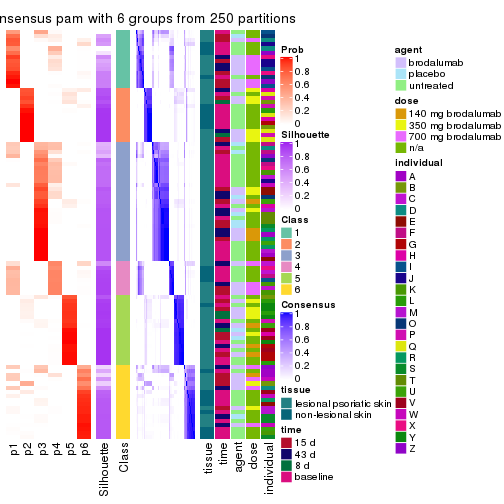 nsensus pam with 6 groups from 250 partitions
p1
p2
p3
p4
p5
p6
Silhouette
Class
tissue
time
agent
dose
individual
Prob
1
0.8
0.6
0.4
0.2
0
Silhouette
1
0.8
0.6
0.4
0.2
0
Class
1
2
3
4
5
6
Consensus
1
0.8
0.6
0.4
0.2
0
tissue
lesional psoriatic skin
non-lesional skin
time
15 d
43 d
8 d
baseline
agent
brodalumab
placebo
untreated
dose
140 mg brodalumab
350 mg brodalumab
700 mg brodalumab
n/a
individual
A
B
C
D
E
F
G
H
I
J
K
L
M
O
P
Q
R
S
T
U
V
W
X
Y
Z